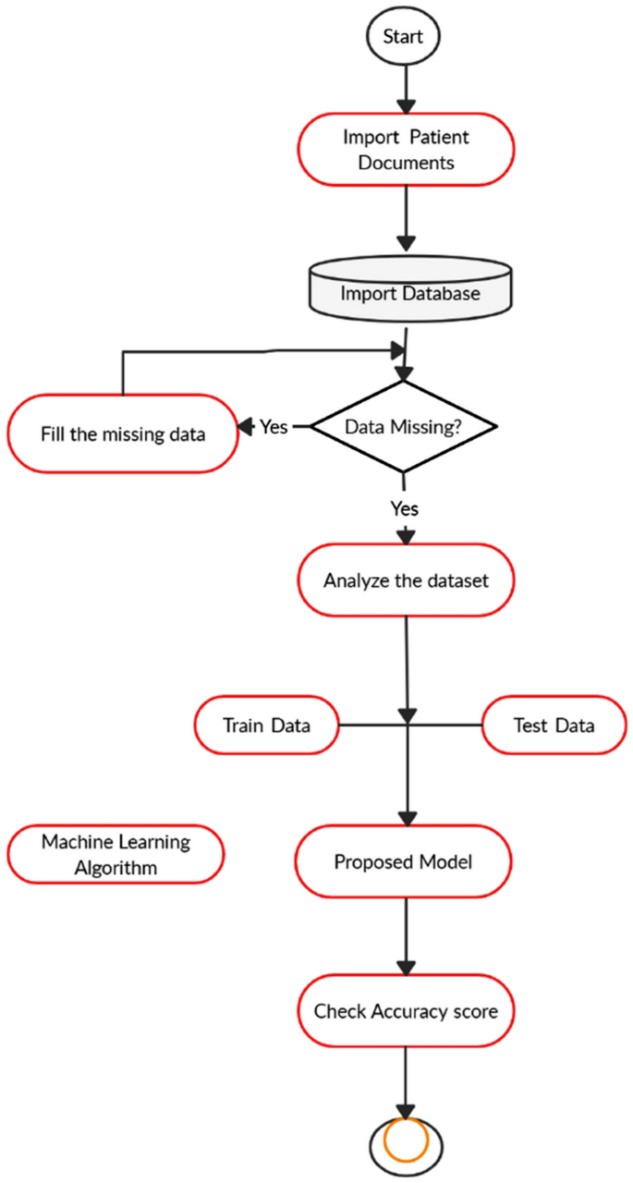 Start
Import Patient
Documents
Import Database
Fill the missing data
Yes
Data Missing?
Yes
Analyze the dataset
Train Data
Test Data
Machine Learning
Algorithm
Proposed Model
Check Accuracy score